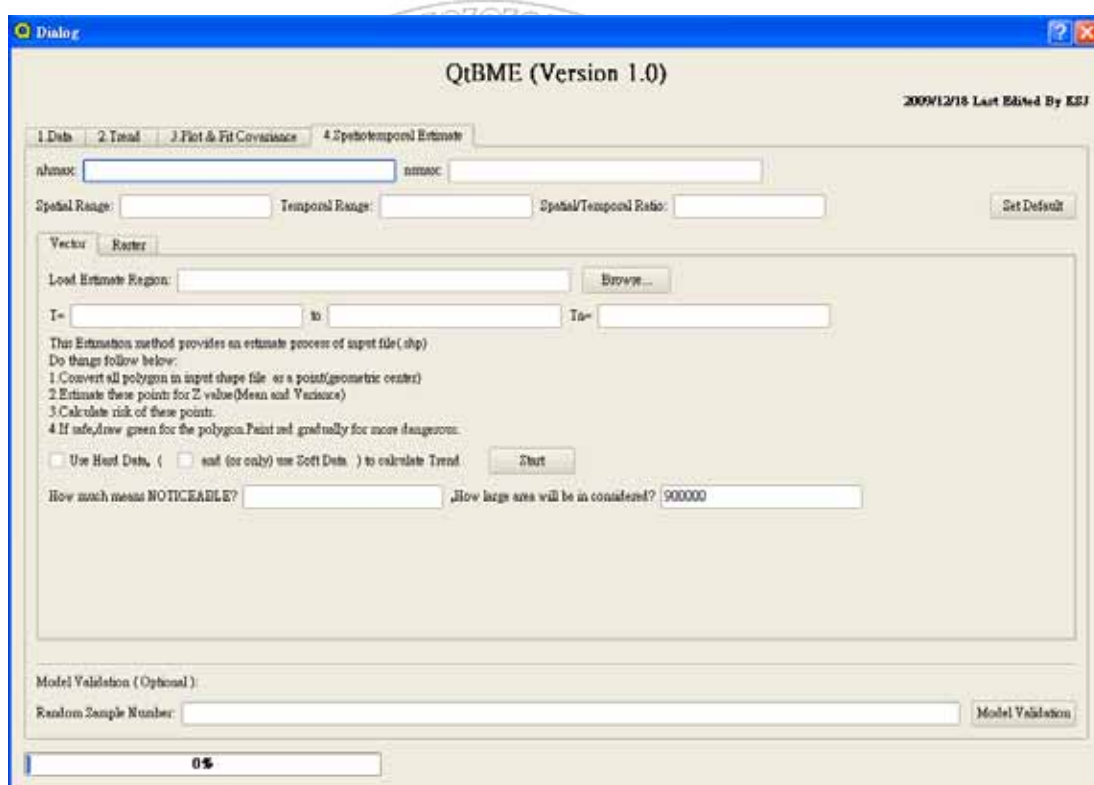 Dialog
QtBME (Version 1.0)
2009/12/18 Last Edited By KSJ
1.Data 2.Trend 3.Plot & Fit Covariance 4.Spatiotemporal Estimate
nhmax: nsmax:
Spatial Range: Temporal Range: Spatial/Temporal Ratio: Set Default
Vector Raster
Load Estimate Region: Browse...
T= to Tn=
This Estimation method provides an estimate process of input file(.shp)
Do things follow below:
1.Convert all polygon in input shape file as a point(geometric center)
2.Estimate these points for Z value(Mean and Variance)
3.Calculate risk of these points.
4.If safe,draw green for the polygon.Paint red gradually for more dangerous.
Use Hard Data, ( and (or only) use Soft Data ) to calculate Trend Start
How much means NOTICEABLE? ,How large area will be in considered? 900000
Model Validation ( Optional ):
Random Sample Number: Model Validation
0%